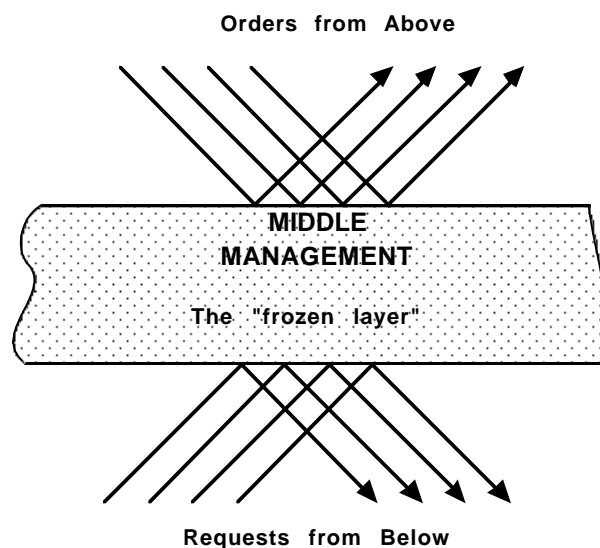 Orders from Above
MIDDLE
MANAGEMENT
The "frozen layer"
Requests from Below